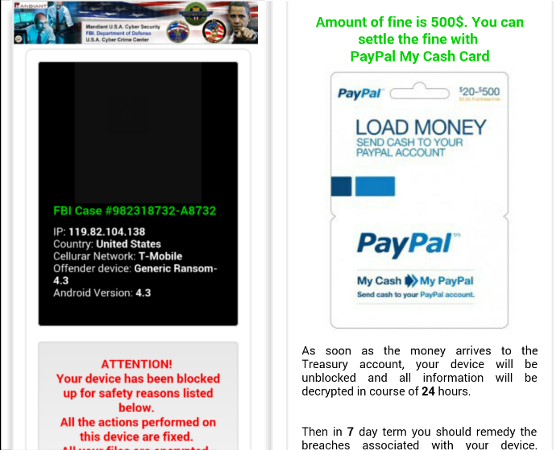 MANDIANT
Mandiant U.S.A. Cyber Security
FBI. Department of Defense
U.S.A. Cyber Crime Center
FBI Case #982318732-A8732
IP: 119.82.104.138
Country: United States
Cellurar Network: T-Mobile
Offender device: Generic Ransom-
4.3
Android Version: 4.3
ATTENTION!
Your device has been blocked
up for safety reasons listed
below.
All the actions performed on
this device are fixed.
All your files are encrypted.
Amount of fine is 500$. You can
settle the fine with
PayPal My Cash Card
PayPal
$20-$500
LOAD MONEY
SEND CASH TO YOUR
PAYPAL ACCOUNT
PayPal™
My Cash My PayPal
Send cash to your PayPal account.
As soon as the money arrives to the
Treasury account, your device will be
unblocked and all information will be
decrypted in course of 24 hours.
Then in 7 day term you should remedy the
breaches associated with your device.